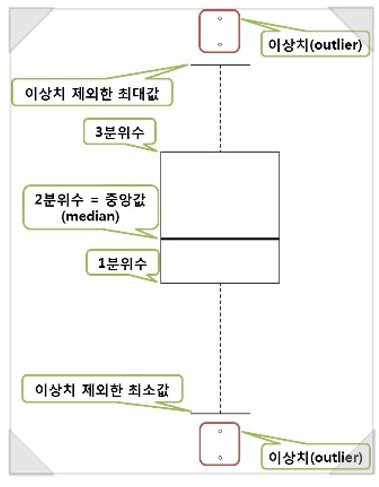 이상치(outlier)
이상치 제외한 최대값
3분위수
2분위수 = 중앙값
(median)
1분위수
이상치 제외한 최소값
이상치(outlier)